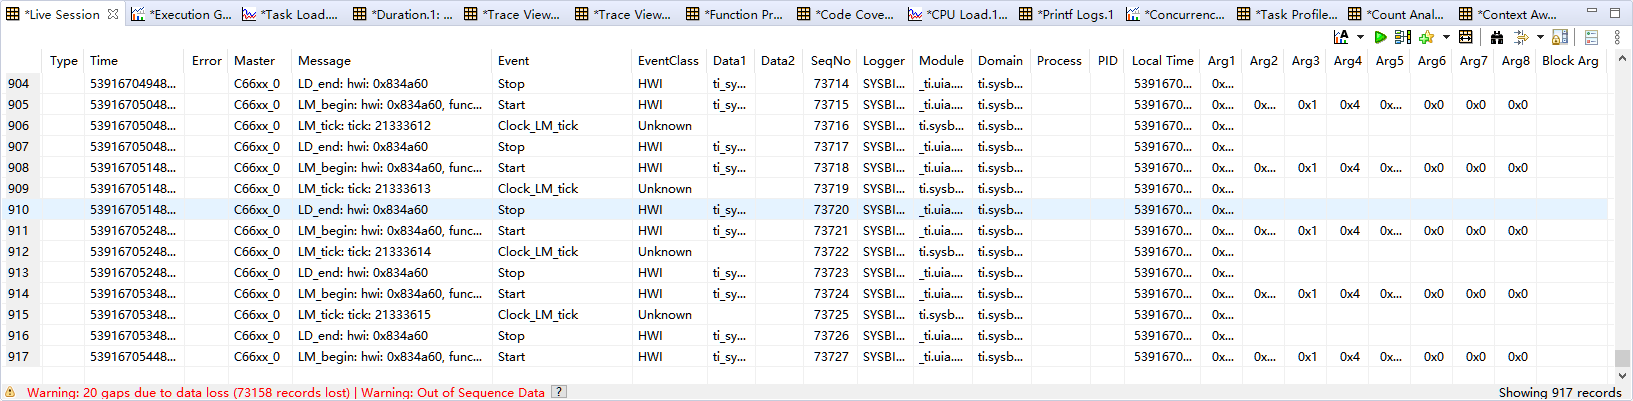 *Live Session *Execution G... *Task Load.... *Duration.1: ... *Trace View... *Trace View... *Function Pr... *Code Cove... *CPU Load.1... *Printf Logs.1 *Concurrenc... *Task Profile... *Count Anal... *Context Aw...
Type Time Error Master Message Event EventClass Data1 Data2 SeqNo Logger Module Domain Process PID Local Time Arg1 Arg2 Arg3 Arg4 Arg5 Arg6 Arg7 Arg8 Block Arg
904 53916704948... C66xx_0 LD_end: hwi: 0x834a60 Stop HWI ti_sy... 73714 SYSBI... _ti.uia.... ti.sysb... 5391670... 0x...
905 53916705048... C66xx_0 LM_begin: hwi: 0x834a60, func... Start HWI ti_sy... 73715 SYSBI... _ti.uia.... ti.sysb... 5391670... 0x... 0x... 0x1 0x4 0x... 0x0 0x0 0x0
906 53916705048... C66xx_0 LM_tick: tick: 21333612 Clock_LM_tick Unknown 73716 SYSBI... ti.sysb... ti.sysb... 5391670... 0x...
907 53916705048... C66xx_0 LD_end: hwi: 0x834a60 Stop HWI ti_sy... 73717 SYSBI... _ti.uia.... ti.sysb... 5391670... 0x...
908 53916705148... C66xx_0 LM_begin: hwi: 0x834a60, func... Start HWI ti_sy... 73718 SYSBI... _ti.uia.... ti.sysb... 5391670... 0x... 0x... 0x1 0x4 0x... 0x0 0x0 0x0
909 53916705148... C66xx_0 LM_tick: tick: 21333613 Clock_LM_tick Unknown 73719 SYSBI... ti.sysb... ti.sysb... 5391670... 0x...
910 53916705148... C66xx_0 LD_end: hwi: 0x834a60 Stop HWI ti_sy... 73720 SYSBI... _ti.uia.... ti.sysb... 5391670... 0x...
911 53916705248... C66xx_0 LM_begin: hwi: 0x834a60, func... Start HWI ti_sy... 73721 SYSBI... _ti.uia.... ti.sysb... 5391670... 0x... 0x... 0x1 0x4 0x... 0x0 0x0 0x0
912 53916705248... C66xx_0 LM_tick: tick: 21333614 Clock_LM_tick Unknown 73722 SYSBI... ti.sysb... ti.sysb... 5391670... 0x...
913 53916705248... C66xx_0 LD_end: hwi: 0x834a60 Stop HWI ti_sy... 73723 SYSBI... _ti.uia.... ti.sysb... 5391670... 0x...
914 53916705348... C66xx_0 LM_begin: hwi: 0x834a60, func... Start HWI ti_sy... 73724 SYSBI... _ti.uia.... ti.sysb... 5391670... 0x... 0x... 0x1 0x4 0x... 0x0 0x0 0x0
915 53916705348... C66xx_0 LM_tick: tick: 21333615 Clock_LM_tick Unknown 73725 SYSBI... ti.sysb... ti.sysb... 5391670... 0x...
916 53916705348... C66xx_0 LD_end: hwi: 0x834a60 Stop HWI ti_sy... 73726 SYSBI... _ti.uia.... ti.sysb... 5391670... 0x...
917 53916705448... C66xx_0 LM_begin: hwi: 0x834a60, func... Start HWI ti_sy... 73727 SYSBI... _ti.uia.... ti.sysb... 5391670... 0x... 0x... 0x1 0x4 0x... 0x0 0x0 0x0
Warning: 20 gaps due to data loss (73158 records lost) | Warning: Out of Sequence Data ? Showing 917 records